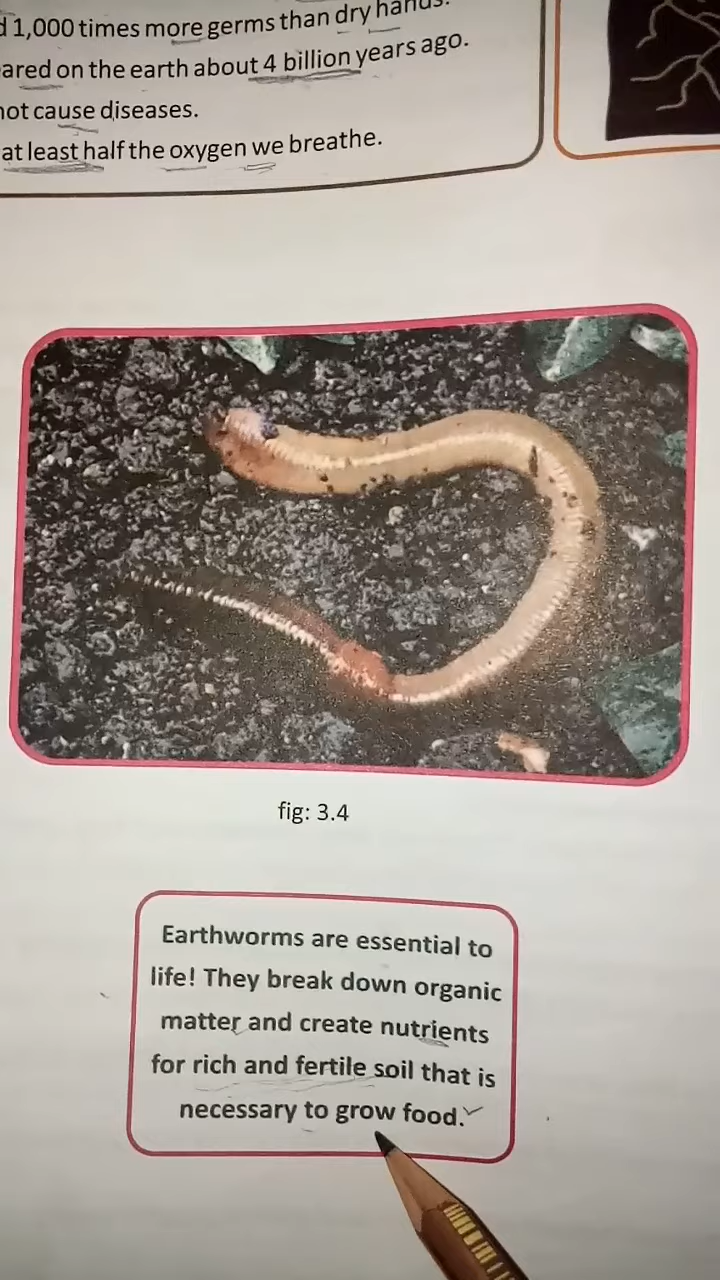 1,000 times more germs than dry hands.
ared on the earth about 4 billion years ago.
not cause diseases.
at least half the oxygen we breathe.
fig: 3.4
Earthworms are essential to
life! They break down organic
matter and create nutrients
for rich and fertile soil that is
necessary to grow food.